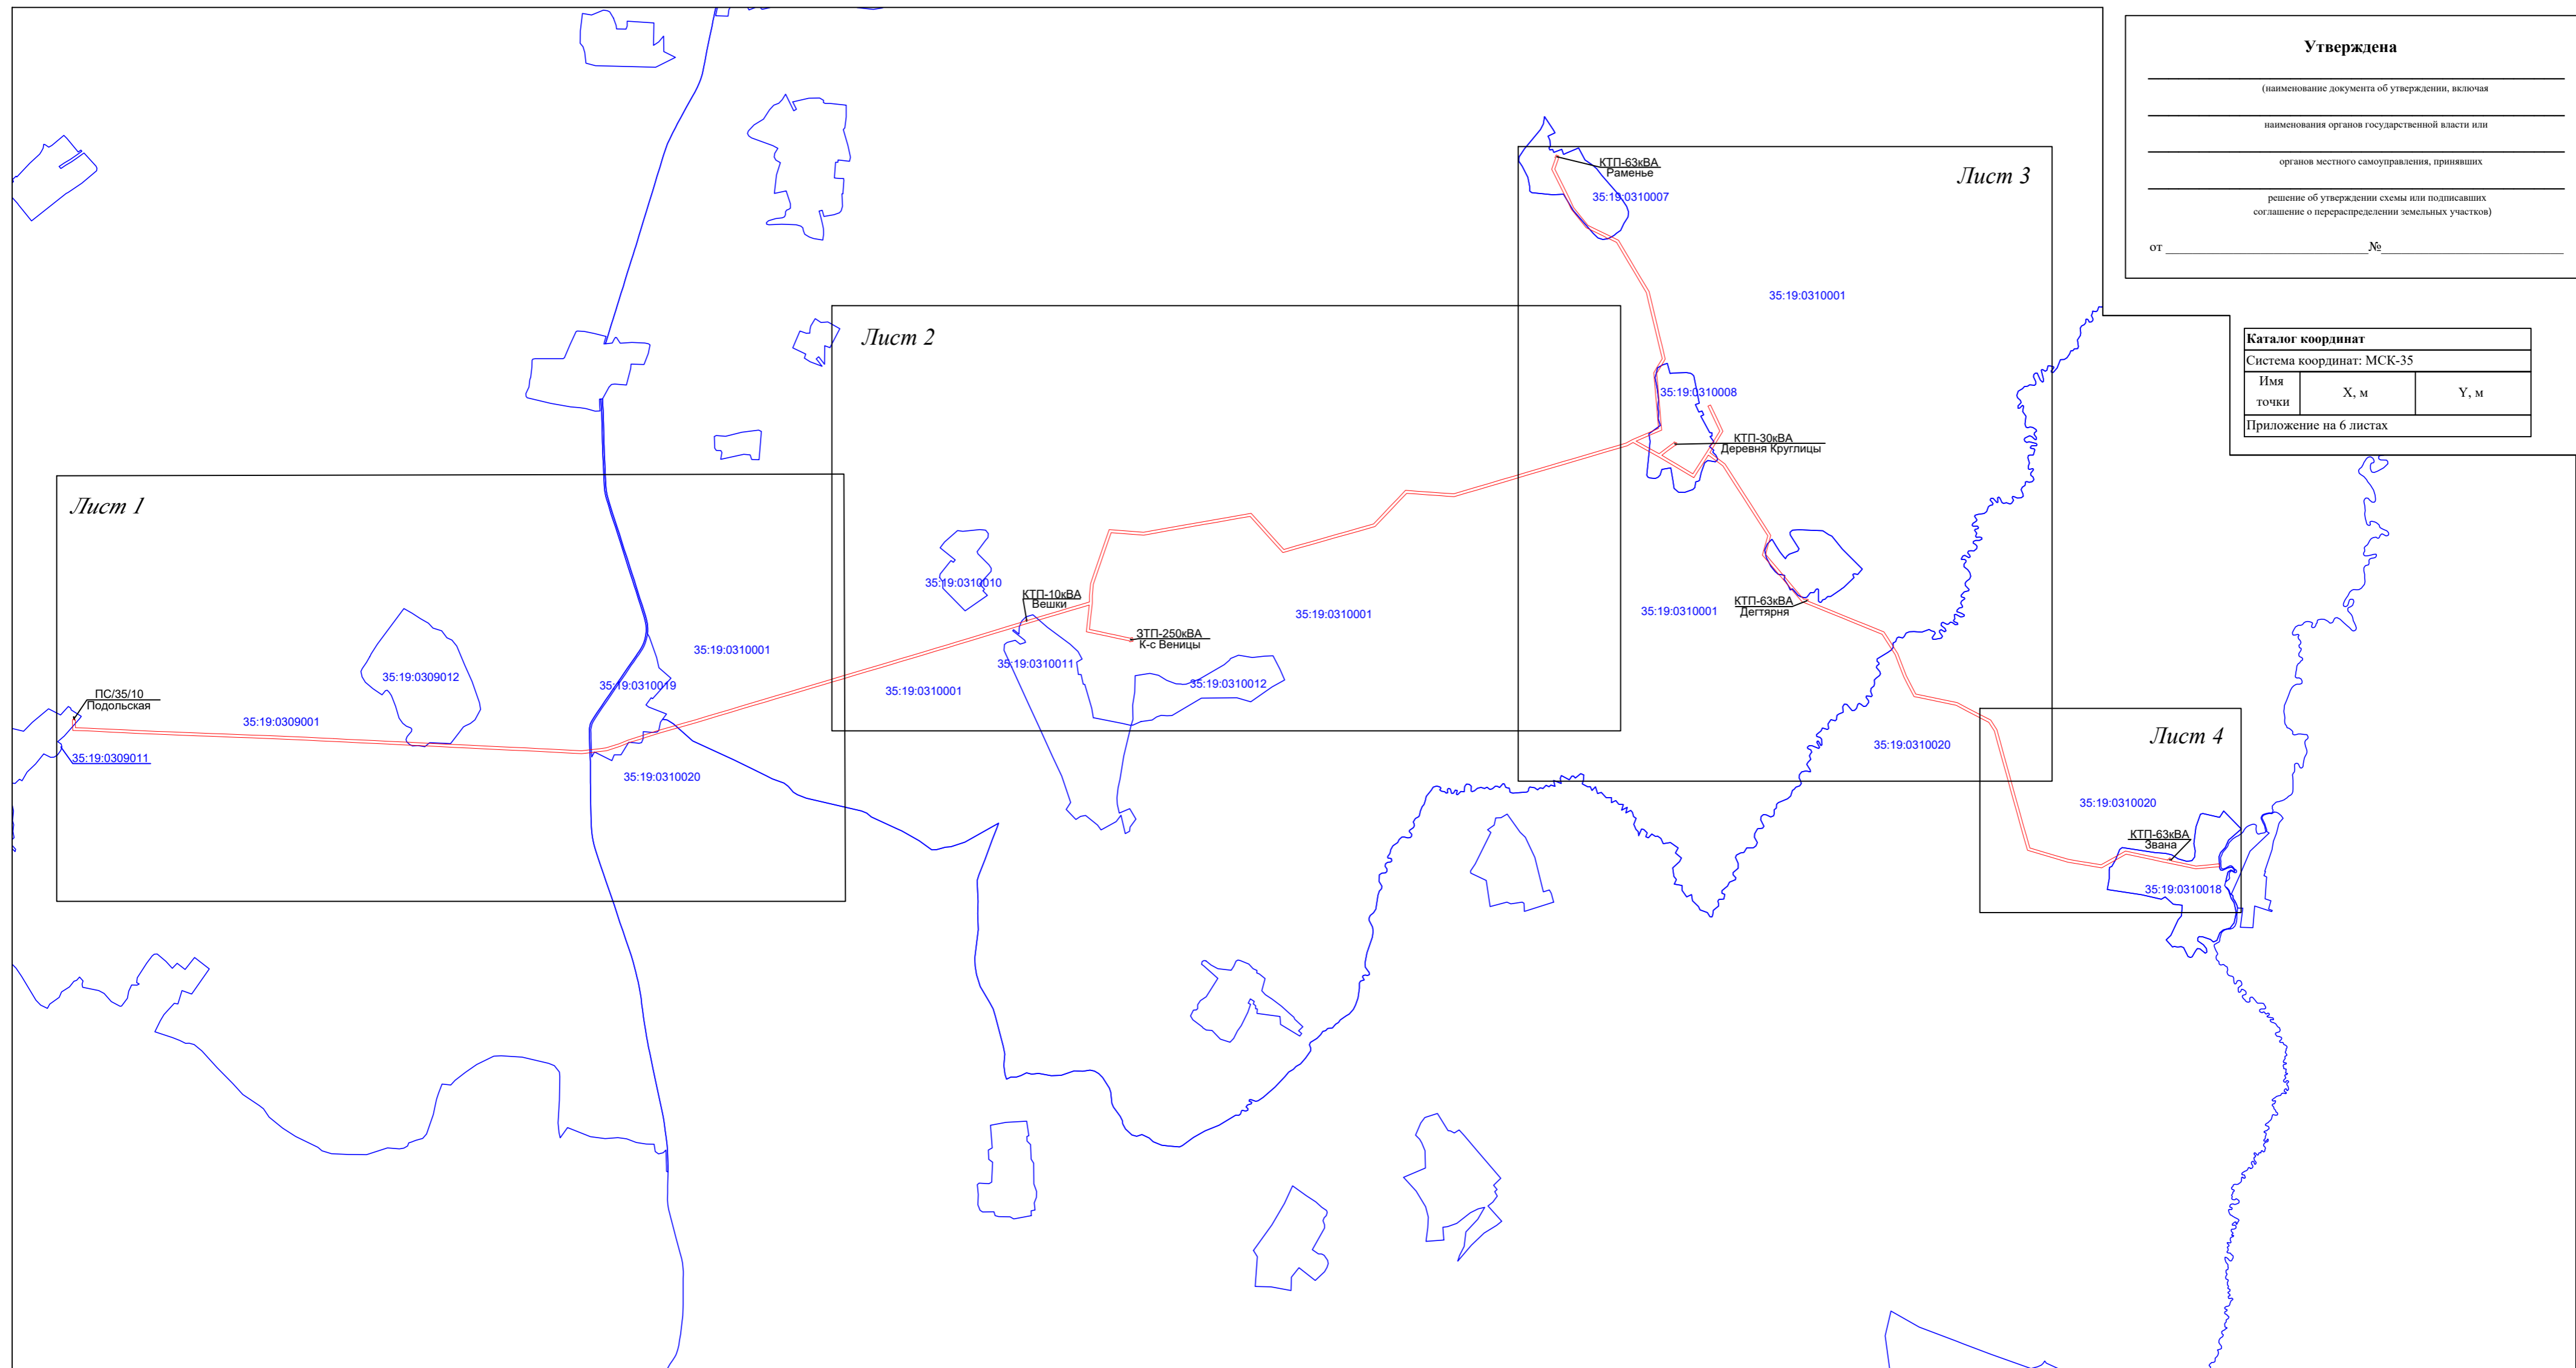 Утверждена
(наименование документа об утверждении, включая
наименования органов государственной власти или
органов местного самоуправления, принявших
решение об утверждении схемы или подписавших
соглашение о перераспределении земельных участков)
от №
Каталог координат
Система координат: МСК-35
Имя точки
X, м
Y, м
Приложение на 6 листах
Лист 3
КТП-63кВА
Раменье
35:19:0310007
35:19:0310001
35:19:0310008
КТП-30кВА
Деревня Круглицы
35:19:0310001
КТП-63кВА
Дегтярня
35:19:0310020
Лист 2
35:19:0310010
КТП-10кВА
Вешки
35:19:0310001
ЗТП-250кВА
К-с Веницы
35:19:0310011
35:19:0310012
35:19:0310001
Лист 1
35:19:0310001
35:19:0309012
35:19:0310019
ПС/35/10
Подольская
35:19:0309001
35:19:0309011
35:19:0310020
Лист 4
35:19:0310020
КТП-63кВА
Звана
35:19:0310018